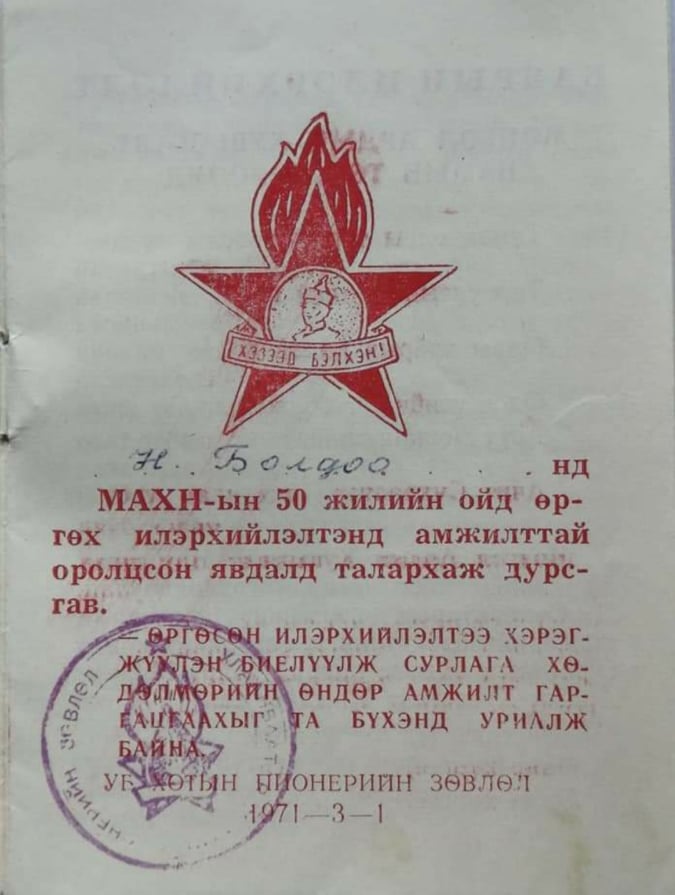 ХЭЗЭЭД БЭЛХЭН!
Н. Болдоо . . . нд
МАХН-ын 50 жилийн ойд өр-
гөх илэрхийлэлтэнд амжилттай
оролцсон явдалд талархаж дурс-
гав.
— ӨРГӨСӨН ИЛЭРХИЙЛЭЛТЭЭ ХЭРЭГ-
ЖҮҮЛЭН БИЕЛҮҮЛЖ СУРЛАГА ХӨ-
ДӨЛМӨРИЙН ӨНДӨР АМЖИЛТ ГАР-
ГАЦГААХЫГ ТА БҮХЭНД УРИАЛЖ
БАЙНА.
УБ ХОТЫН ПИОНЕРИЙН ЗӨВЛӨЛ
1971—3—1
ЗӨВЛӨЛ